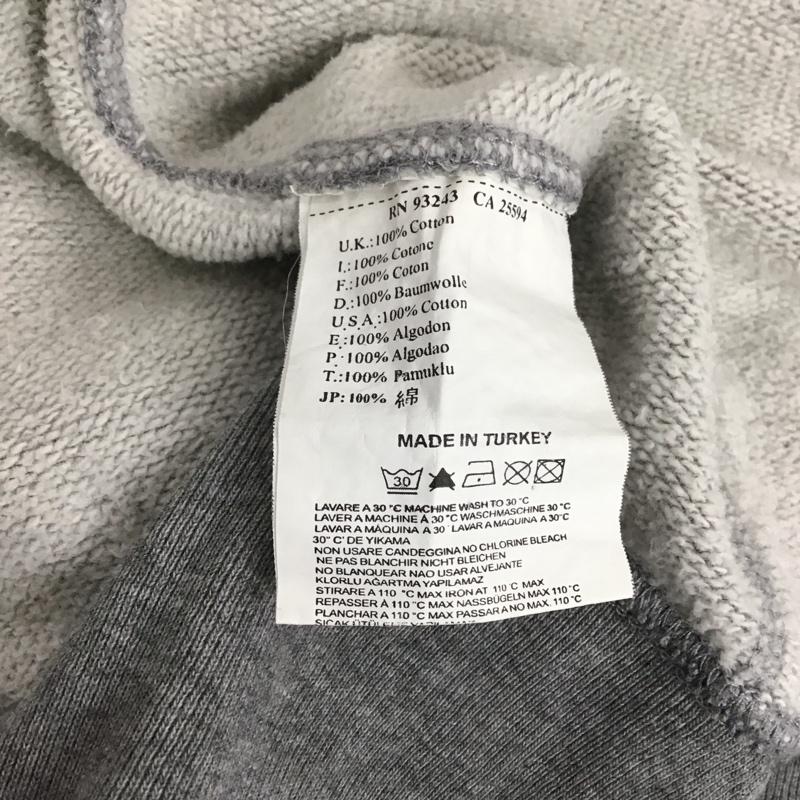 RN 93243 CA 25594
U.K.:100% Cotton
I.:100% Cotone
F.:100% Coton
D.:100% Baumwolle
U.S.A.:100% Cotton
E.:100% Algodon
P.:100% Algodao
T.:100% Pamuklu
JP: 100% 綿
MADE IN TURKEY
30
LAVARE A 30 °C MACHINE WASH TO 30 °C
LAVER A MACHINE À 30 °C WASCHMASCHINE 30 °C
LAVAR A MAQUINA A 30° LAVAR A MAQUINA A 30°C
30° C' DE YIKAMA
NON USARE CANDEGGINA NO CHLORINE BLEACH
NE PAS BLANCHIR NICHT BLEICHEN
NO BLANQUEAR NAO USAR ALVEJANTE
KLORLU AĞARTMA YAPILAMAZ
STIRARE A 110 °C MAX IRON AT 110 °C MAX
REPASSER À 110 °C MAX NASSBÜGELN MAX 110 °C
PLANCHAR A 110 °C MAX PASSAR A NO MAX. 110 °C
SICAK